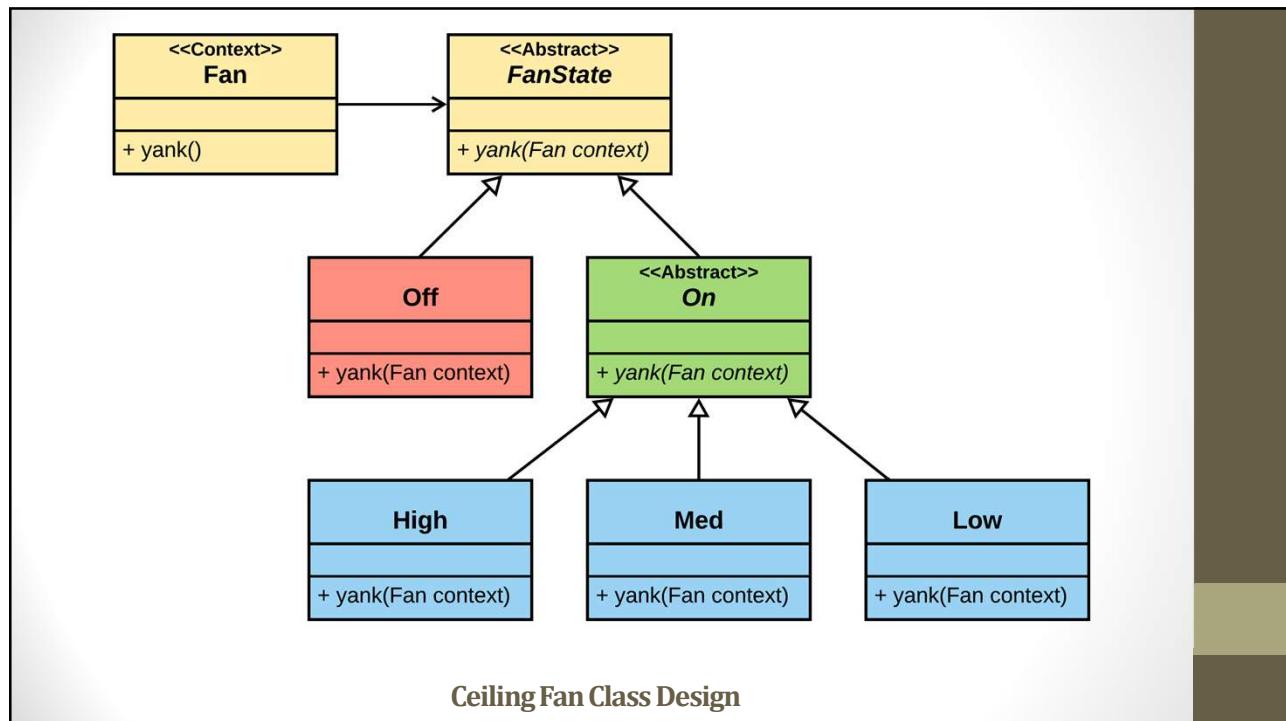 <<Context>>
Fan
+ yank()
<<Abstract>>
FanState
+ yank(Fan context)
Off
+ yank(Fan context)
<<Abstract>>
On
+ yank(Fan context)
High
+ yank(Fan context)
Med
+ yank(Fan context)
Low
+ yank(Fan context)
Ceiling Fan Class Design